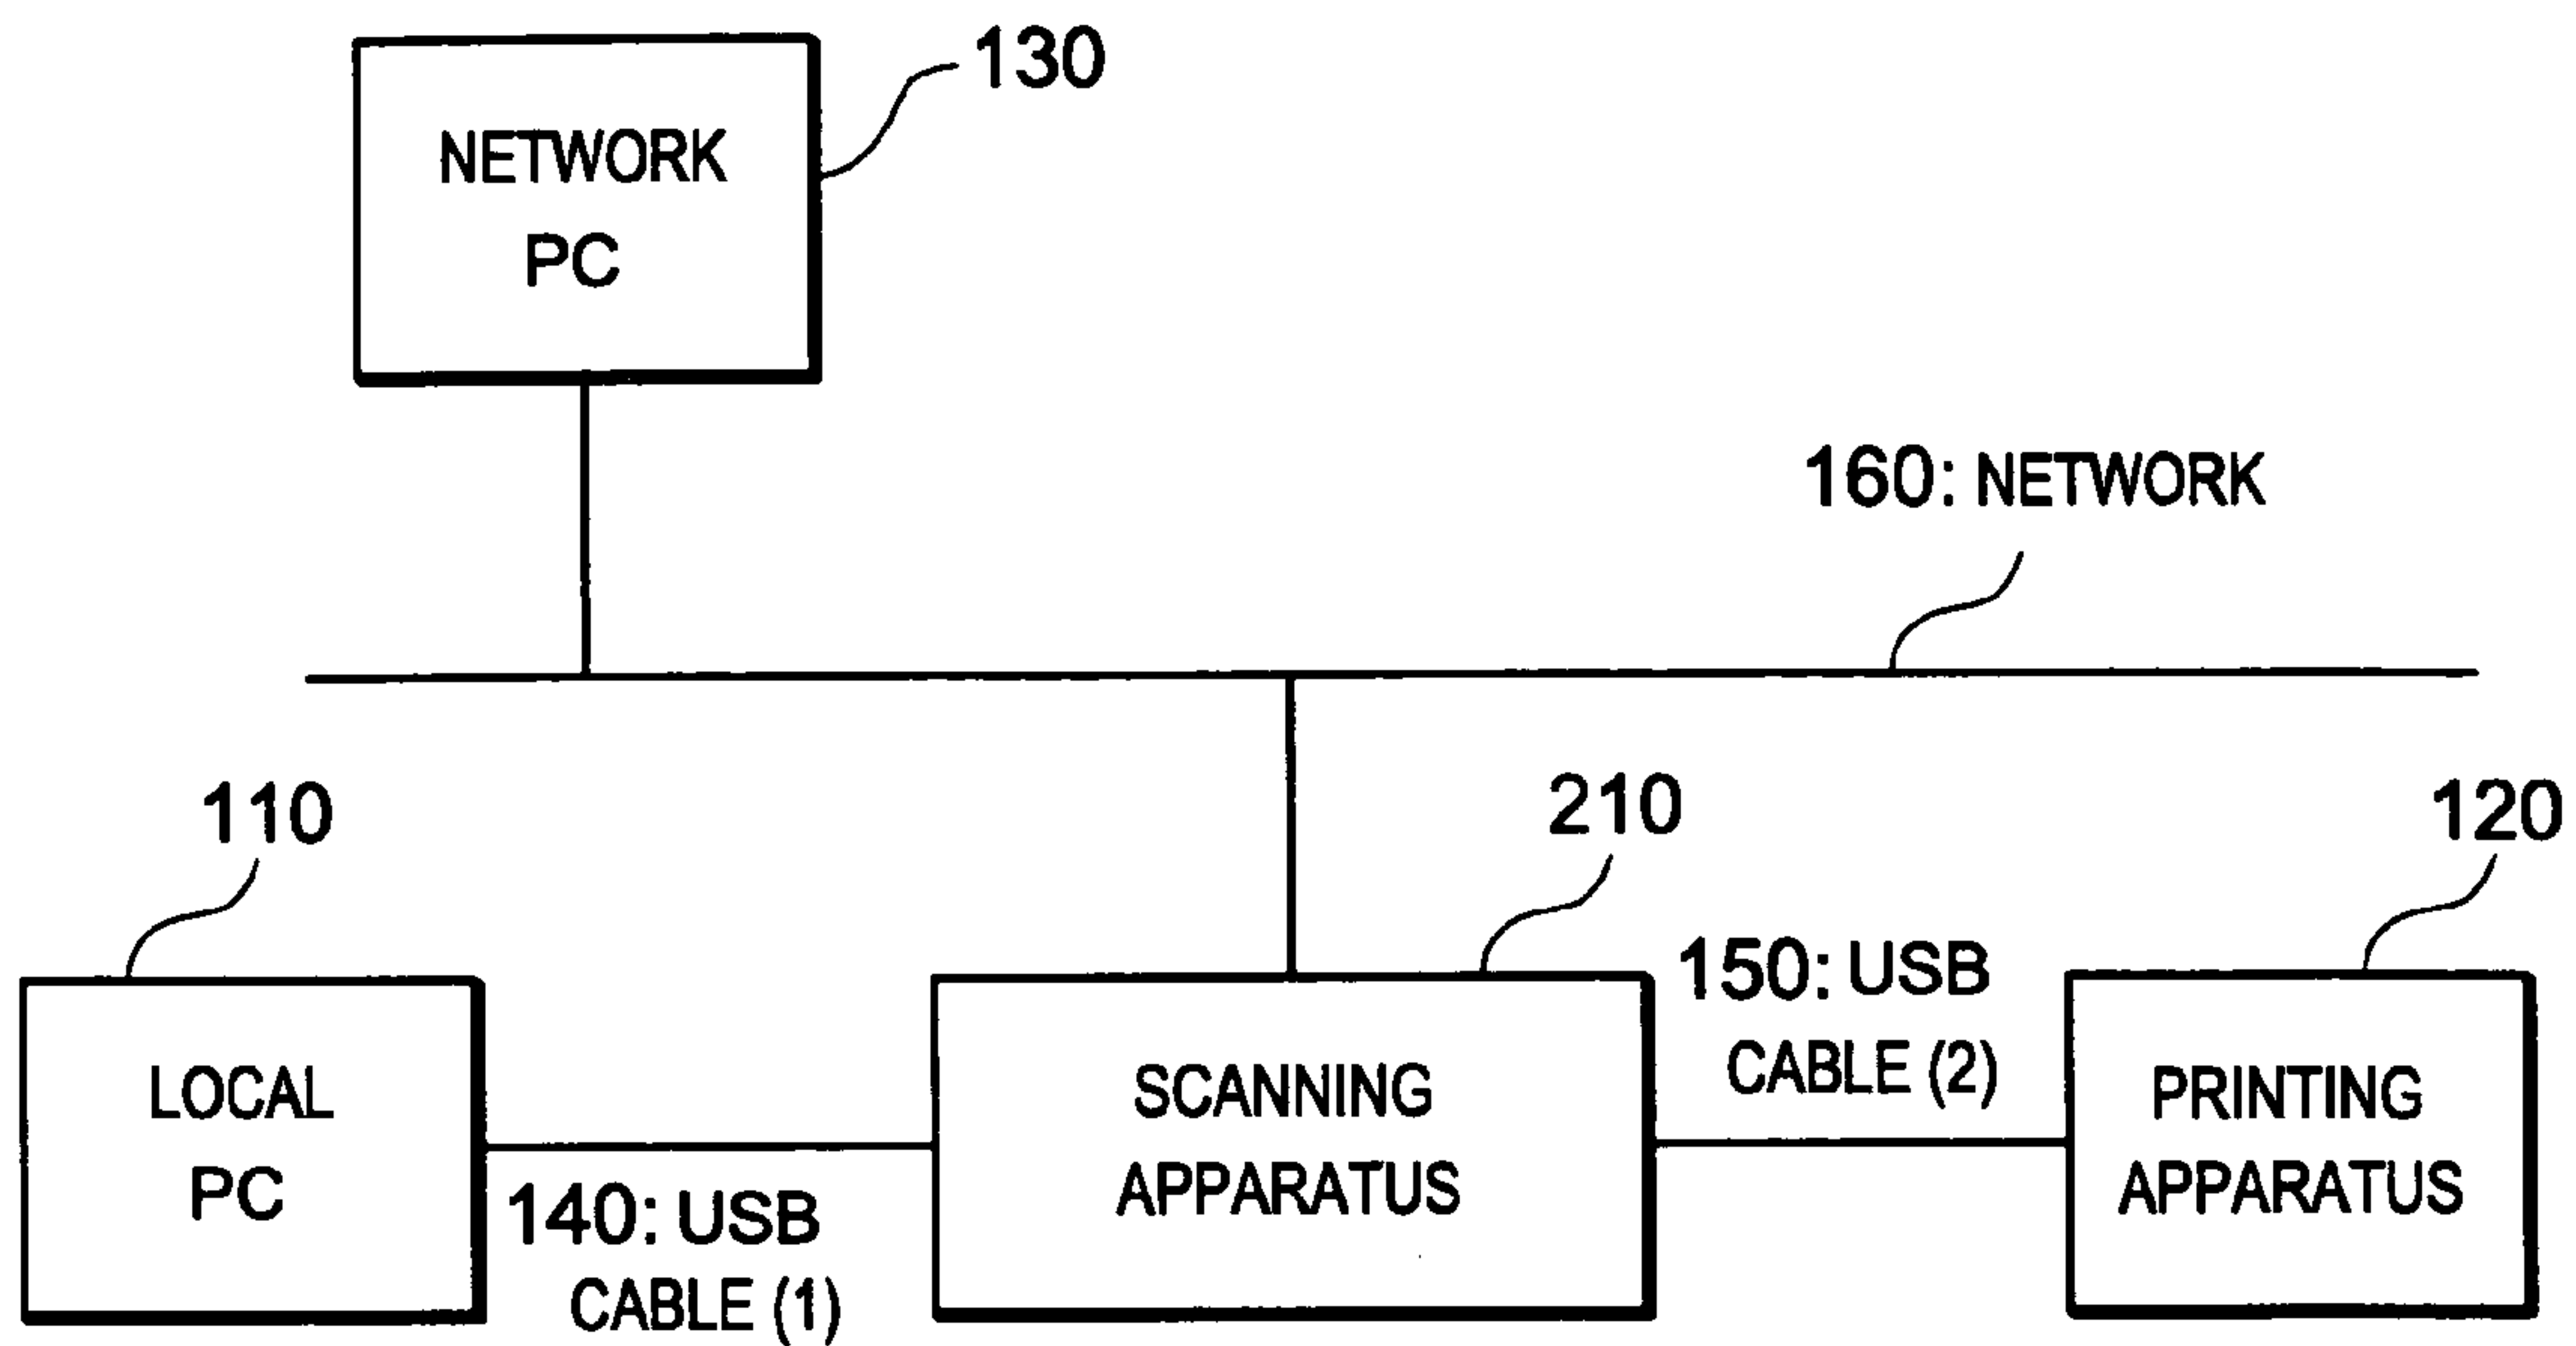 130
NETWORK
PC
160: NETWORK
110
210
120
150: USB
CABLE (2)
LOCAL
PC
SCANNING
APPARATUS
PRINTING
APPARATUS
140: USB
CABLE (1)